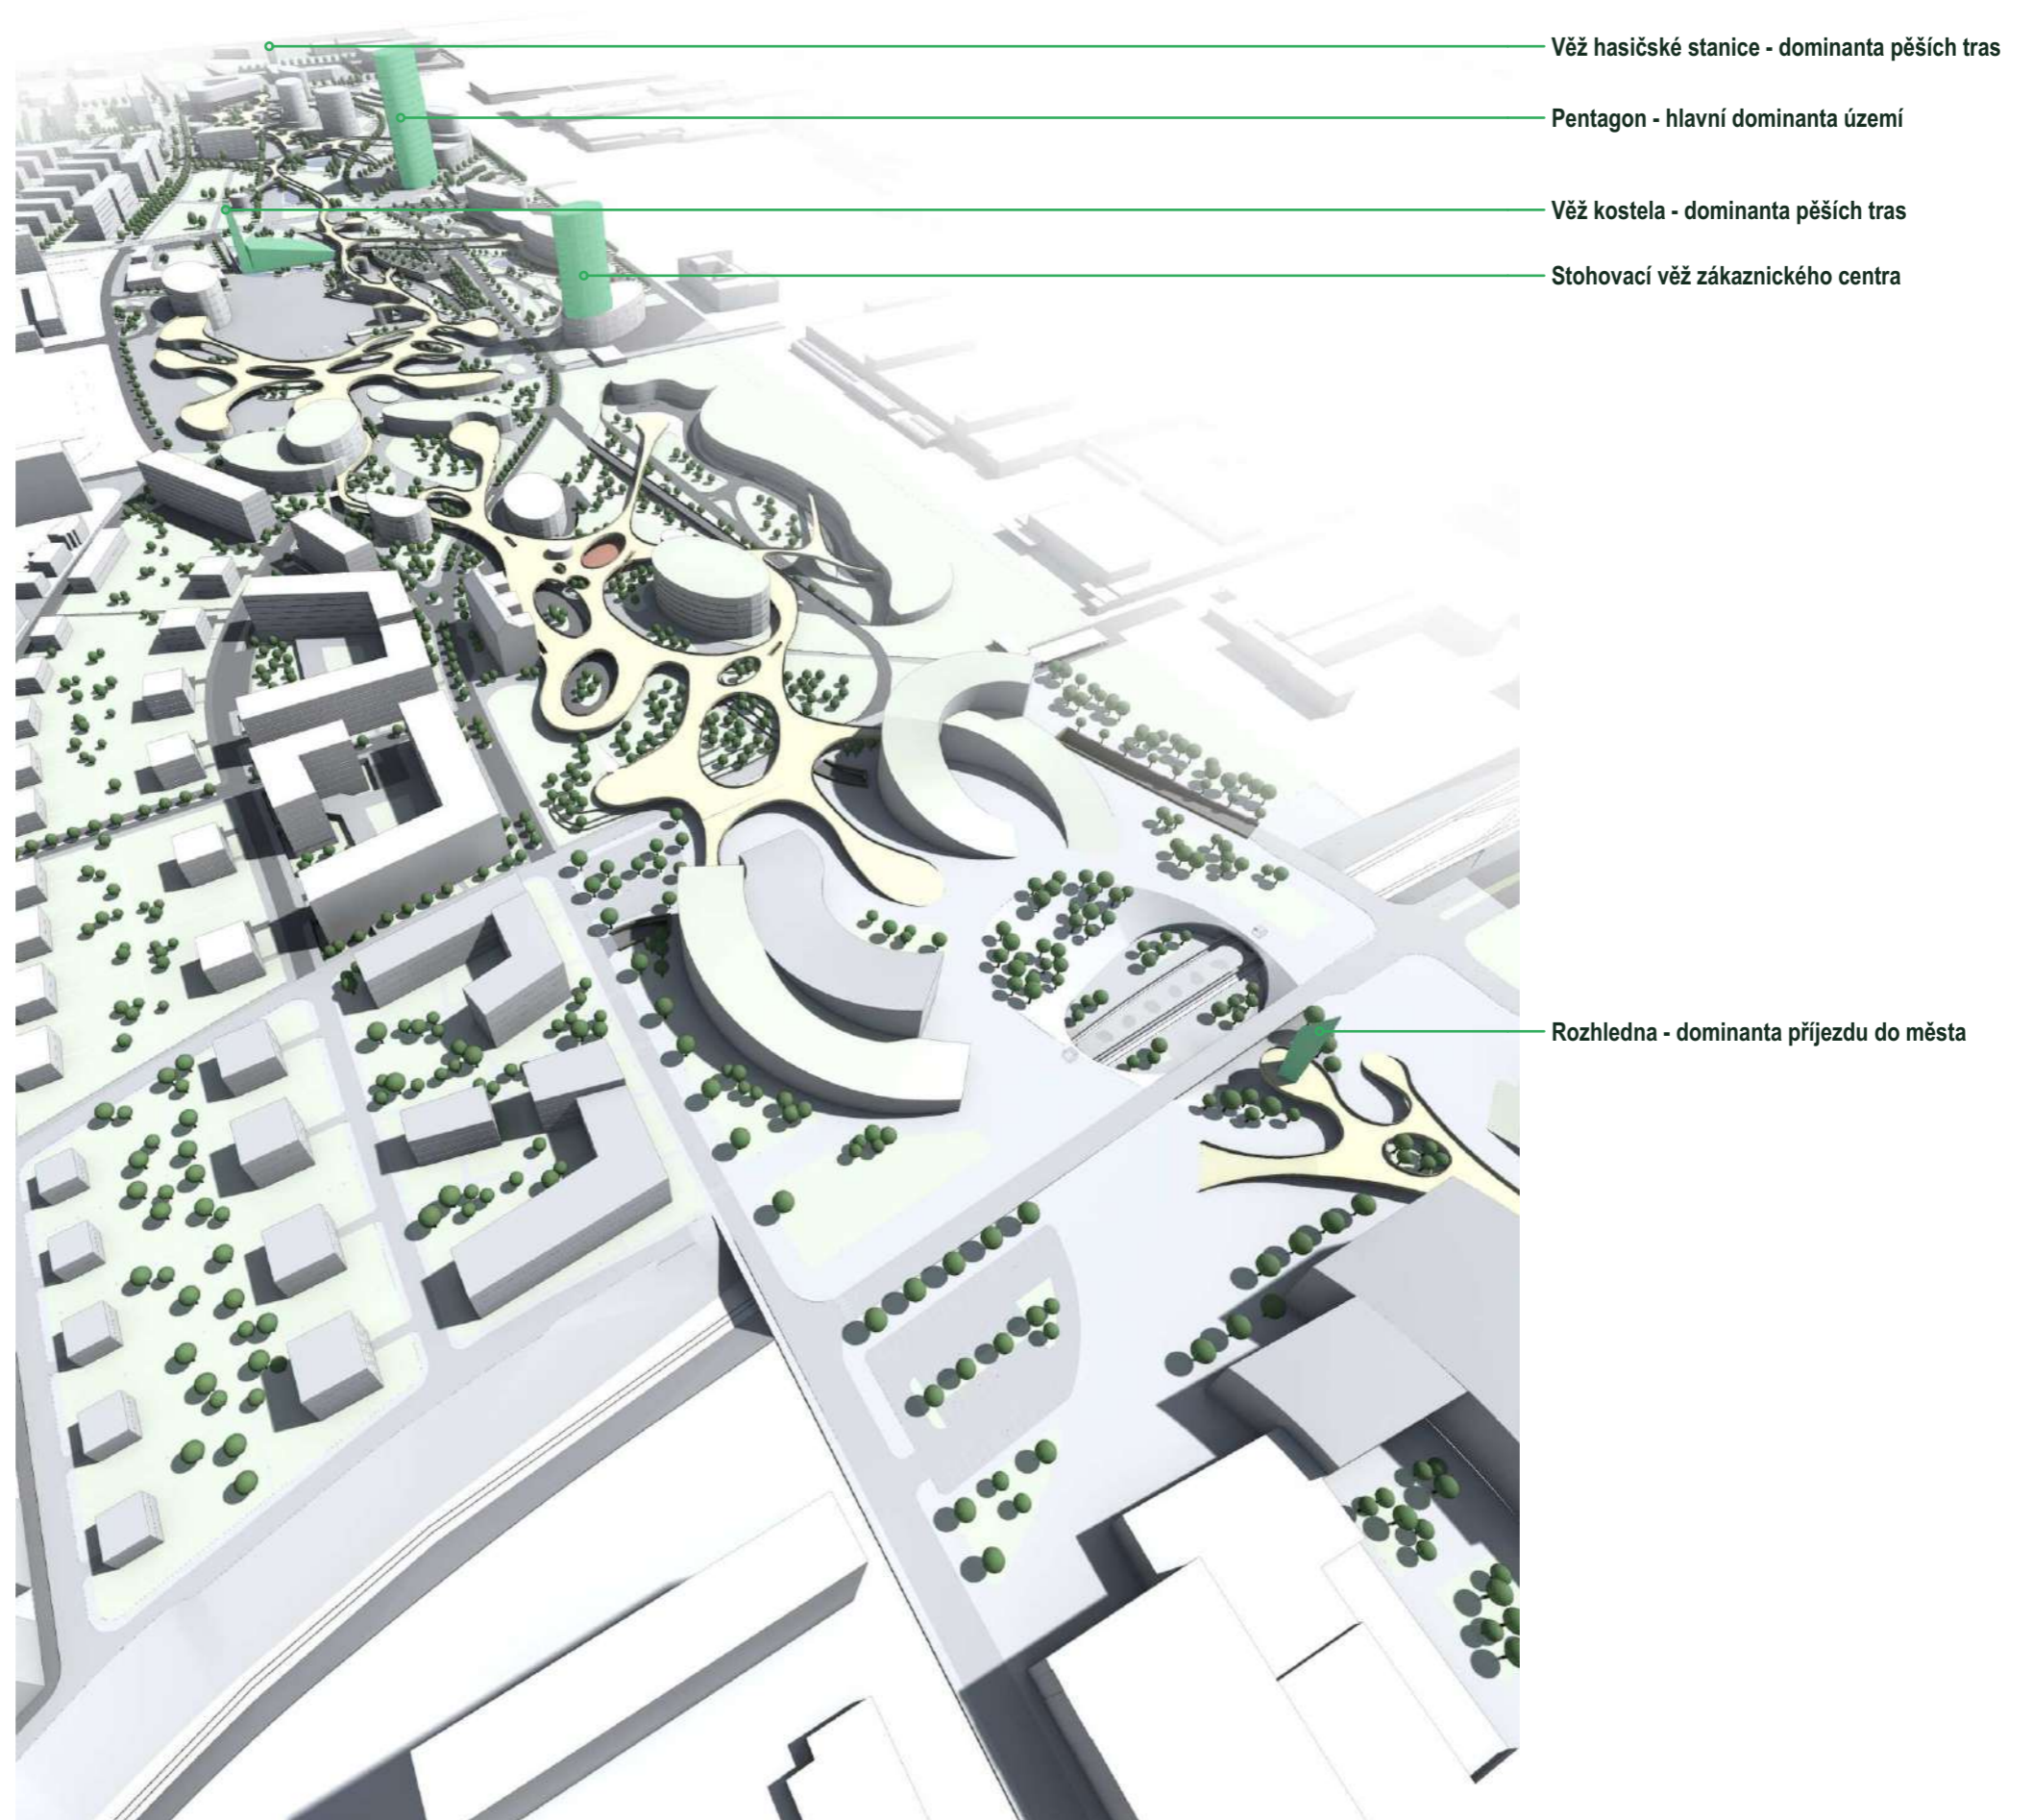 Věž hasičské stanice - dominanta pěších tras
Pentagon - hlavní dominanta území
Věž kostela - dominanta pěších tras
Stohovací věž zákaznického centra
Rozhledna - dominanta příjezdu do města